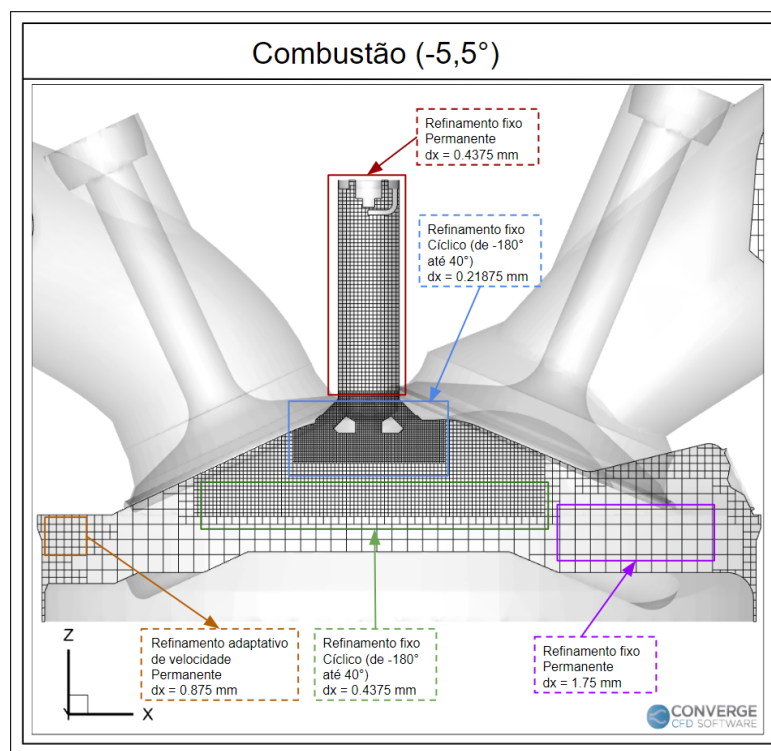 Combustão (-5,5°)
Refinamento fixo
Permanente
dx = 0.4375 mm
Refinamento fixo
Cíclico (de -180°
até 40°)
dx = 0.21875 mm
Refinamento adaptativo
de velocidade
Permanente
dx = 0.875 mm
Refinamento fixo
Cíclico (de -180°
até 40°)
dx = 0.4375 mm
Refinamento fixo
Permanente
dx = 1.75 mm
Z
Y
X
CONVERGE
CFD SOFTWARE